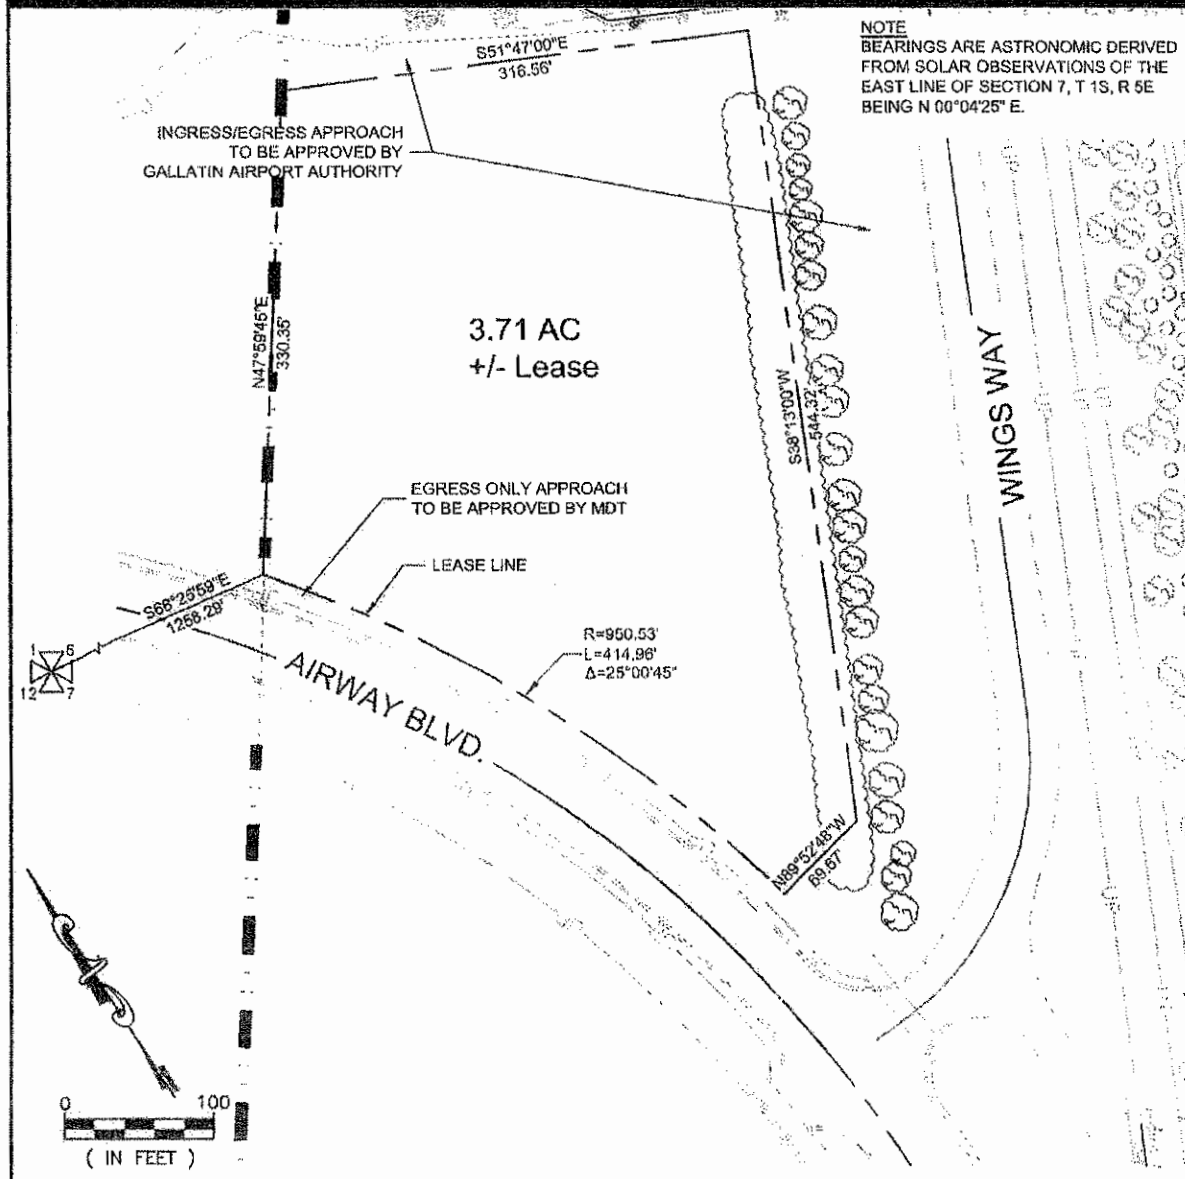 NOTE
BEARINGS ARE ASTRONOMIC DERIVED
FROM SOLAR OBSERVATIONS OF THE
EAST LINE OF SECTION 7, T 1S, R 5E
BEING N 00°04'25" E.
S51°47'00"E
316.56'
INGRESS/EGRESS APPROACH
TO BE APPROVED BY
GALLATIN AIRPORT AUTHORITY
N47°59'45"E
330.35'
3.71 AC
+/- Lease
S38°13'00"W
544.32'
WINGS WAY
EGRESS ONLY APPROACH
TO BE APPROVED BY MDT
LEASE LINE
S68°25'59"E
1258.29'
R=950.53'
L=414.96'
Δ=25°00'45"
1 6
12 7
AIRWAY BLVD.
N89°52'48"W
69.67'
0 100
( IN FEET )